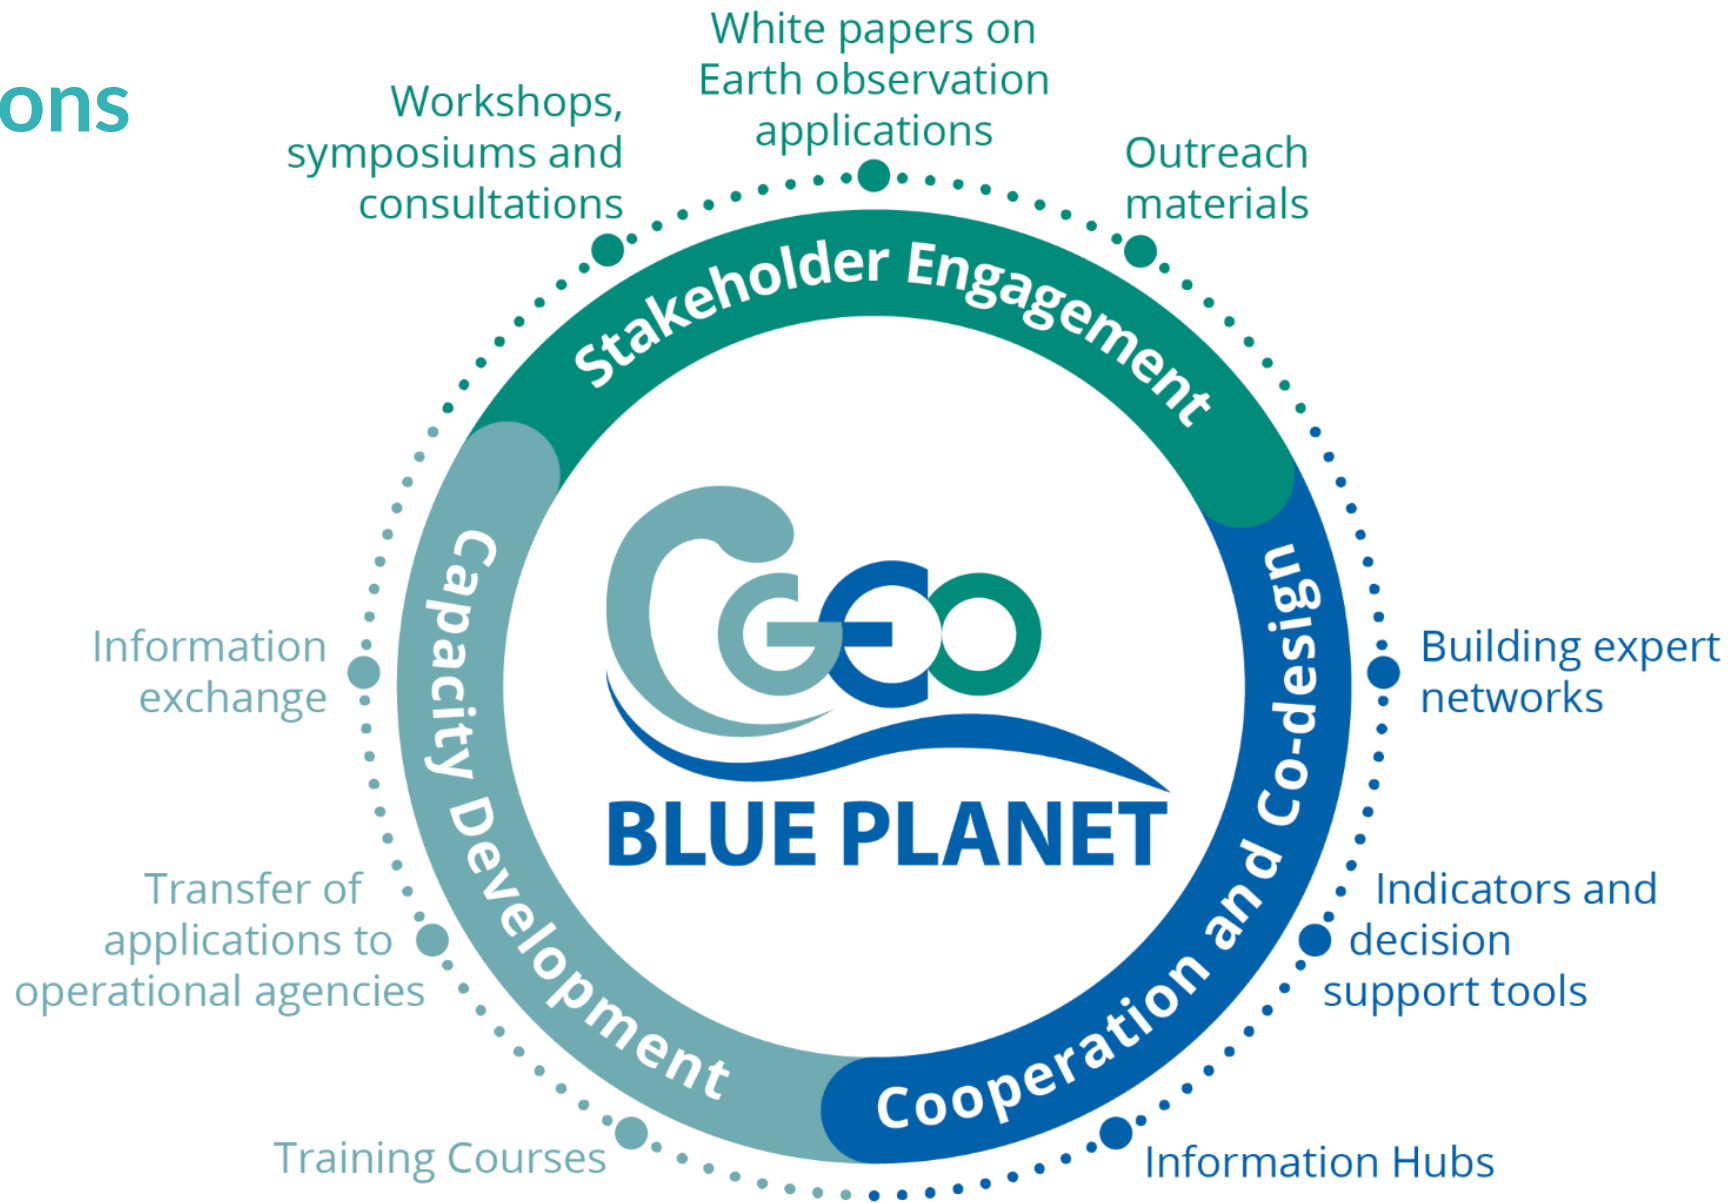 ons
White papers on
Earth observation
applications
Workshops,
symposiums and
consultations
Outreach
materials
Stakeholder Engagement
Capacity Development
Cooperation and Co-design
GEO
BLUE PLANET
Information
exchange
Building expert
networks
Transfer of
applications to
operational agencies
Indicators and
decision
support tools
Training Courses
Information Hubs